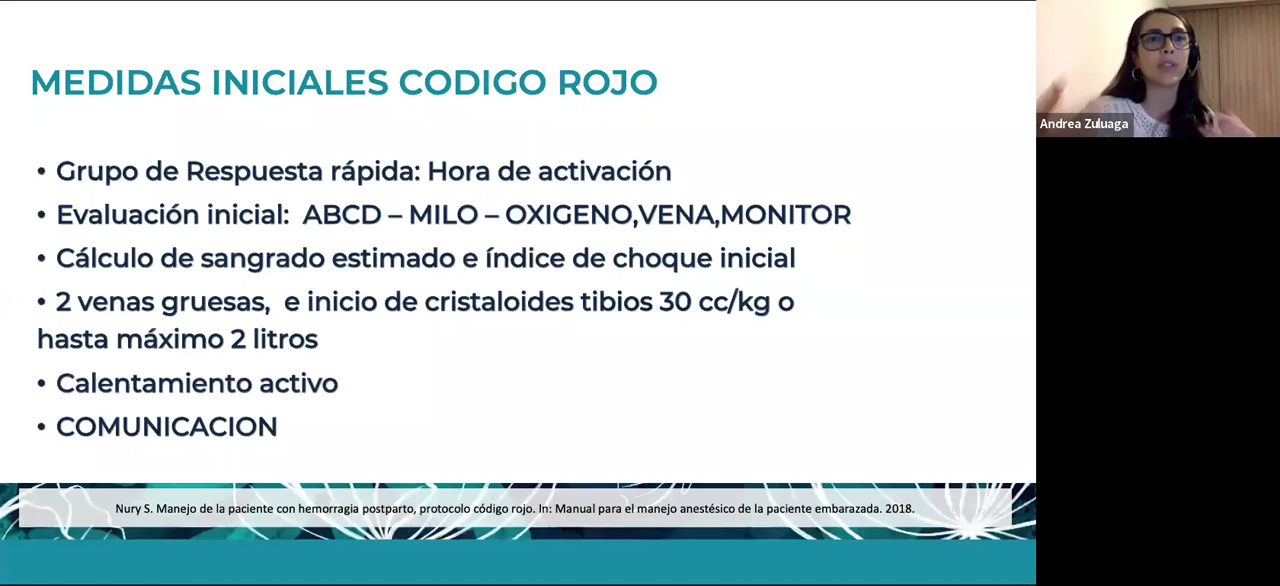 MEDIDAS INICIALES CODIGO ROJO
• Grupo de Respuesta rápida: Hora de activación
• Evaluación inicial:  ABCD – MILO – OXIGENO,VENA,MONITOR
• Cálculo de sangrado estimado e índice de choque inicial
• 2 venas gruesas,  e inicio de cristaloides tibios 30 cc/kg o
hasta máximo 2 litros
• Calentamiento activo
• COMUNICACION
Nury S. Manejo de la paciente con hemorragia postparto, protocolo código rojo. In: Manual para el manejo anestésico de la paciente embarazada. 2018.
Andrea Zuluaga